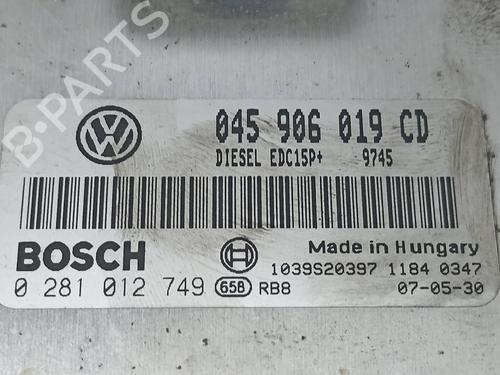 B-PARTS
045 906 019 CD
DIESEL EDC15P+ 9745
BOSCH
Made in Hungary
1039S20397 1184 0347
0 281 012 749 65B RB8 07-05-30